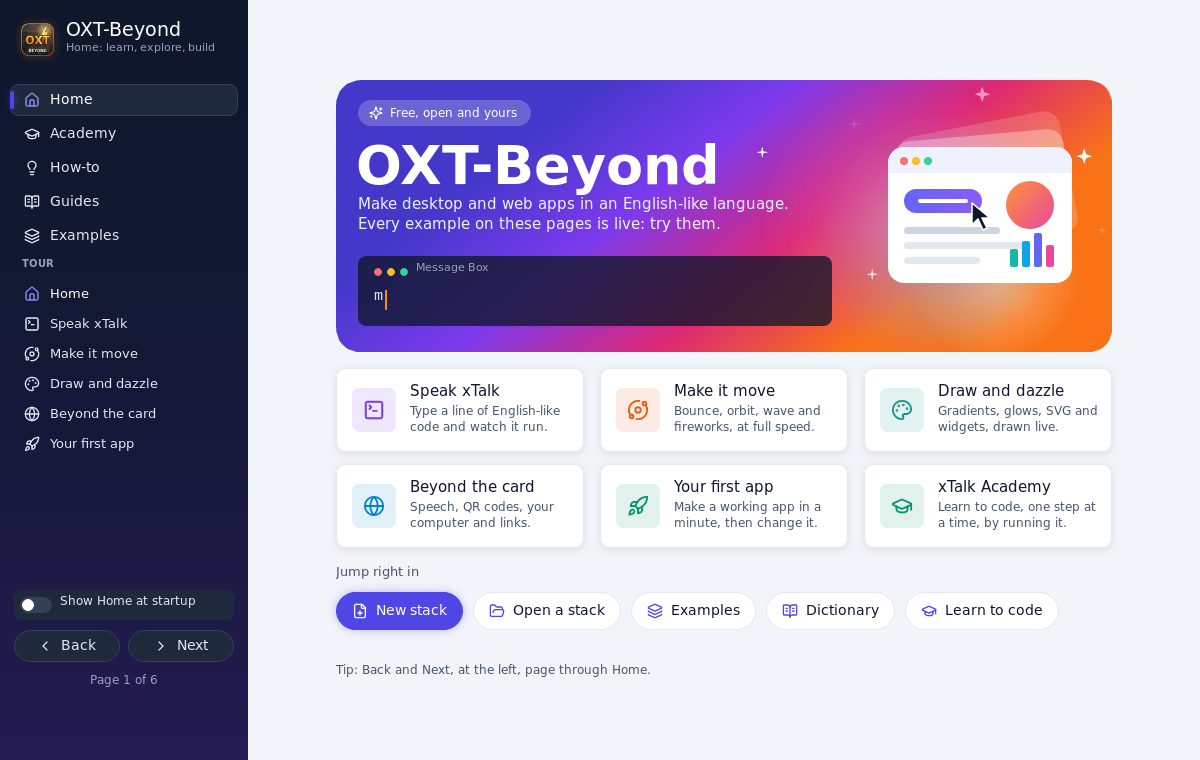 OXT
BEYOND
OXT-Beyond
Home: learn, explore, build
Home
Academy
How-to
Guides
Examples
TOUR
Home
Speak xTalk
Make it move
Draw and dazzle
Beyond the card
Your first app
Show Home at startup
Back
Next
Page 1 of 6
Free, open and yours
OXT-Beyond
Make desktop and web apps in an English-like language.
Every example on these pages is live: try them.
Message Box
m
Speak xTalk
Type a line of English-like
code and watch it run.
Make it move
Bounce, orbit, wave and
fireworks, at full speed.
Draw and dazzle
Gradients, glows, SVG and
widgets, drawn live.
Beyond the card
Speech, QR codes, your
computer and links.
Your first app
Make a working app in a
minute, then change it.
xTalk Academy
Learn to code, one step at
a time, by running it.
Jump right in
New stack
Open a stack
Examples
Dictionary
Learn to code
Tip: Back and Next, at the left, page through Home.